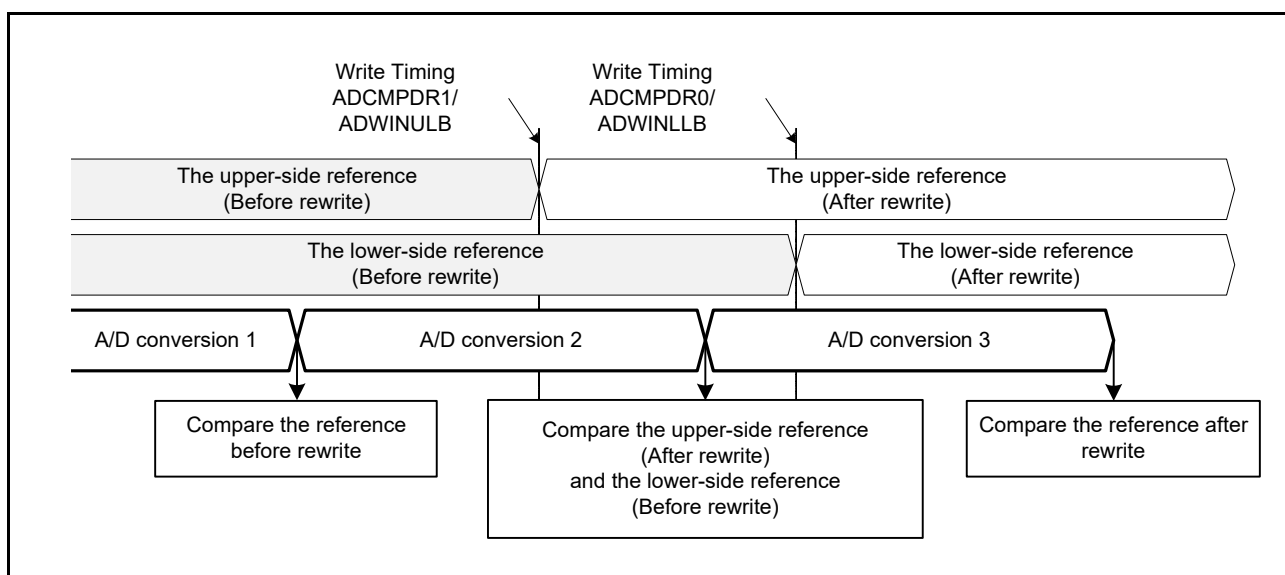 Write Timing
ADCMPDR1/
ADWINULB
Write Timing
ADCMPDR0/
ADWINLLB
The upper-side reference
(Before rewrite)
The upper-side reference
(After rewrite)
The lower-side reference
(Before rewrite)
The lower-side reference
(After rewrite)
A/D conversion 1
A/D conversion 2
A/D conversion 3
Compare the reference
before rewrite
Compare the upper-side reference
(After rewrite)
and the lower-side reference
(Before rewrite)
Compare the reference after
rewrite